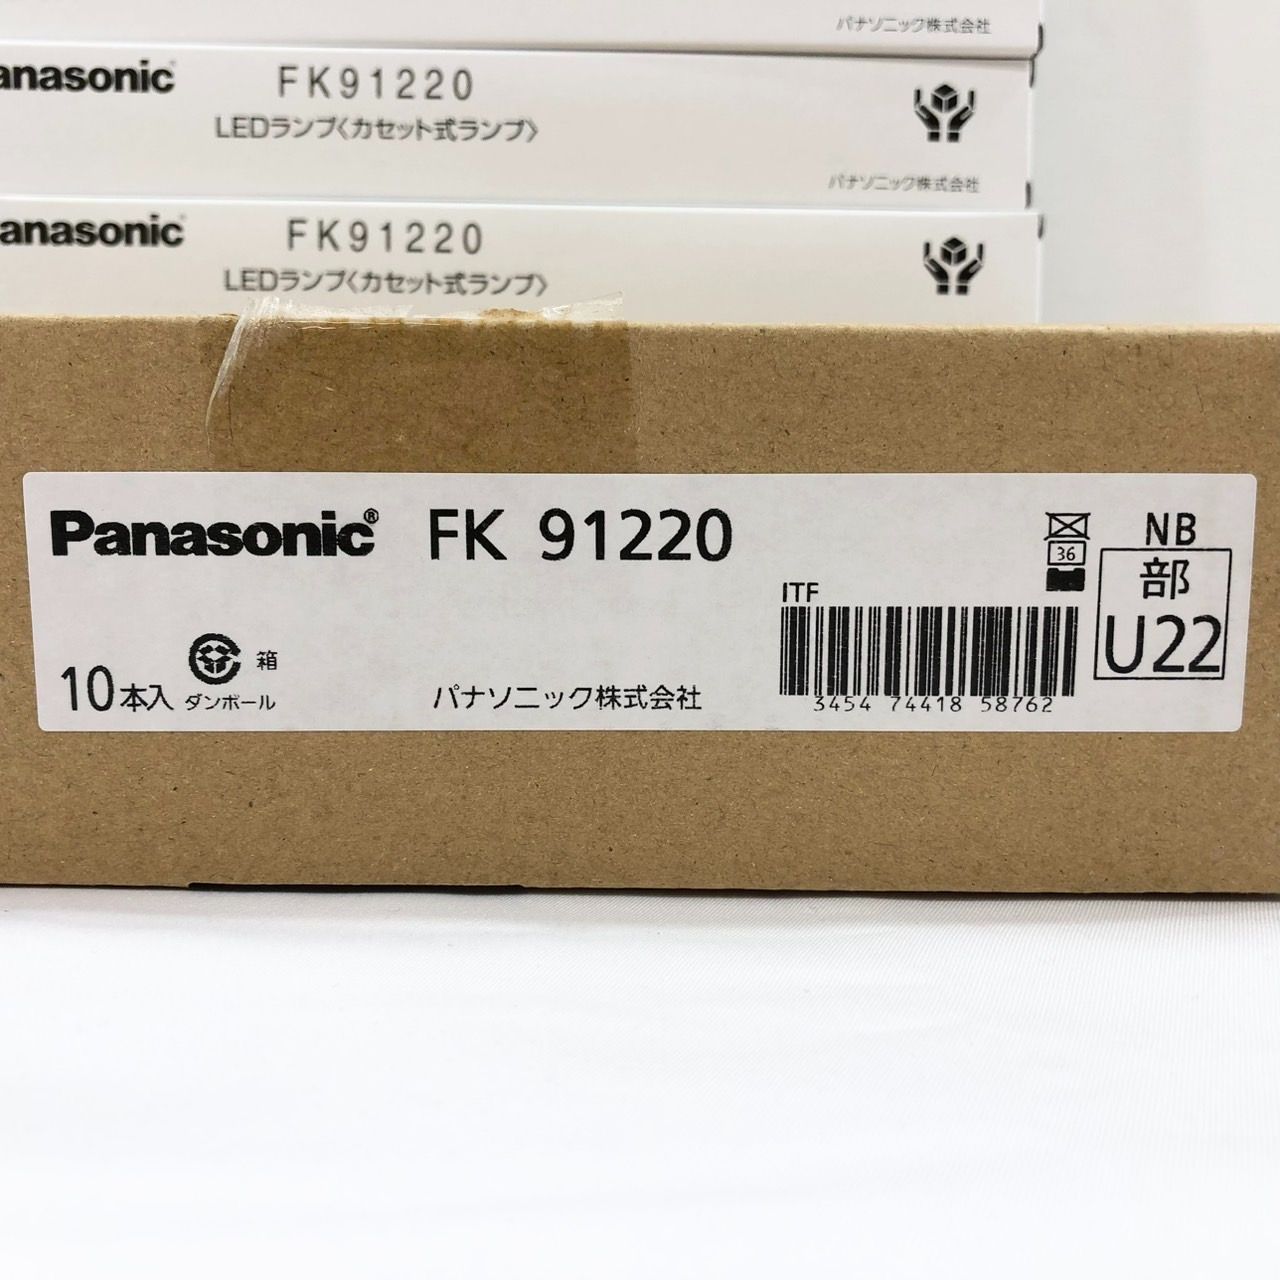 パナソニック株式会社
anasonic FK91220
LEDランプ〈カセット式ランプ〉
パナソニック株式会社
anasonic FK91220
LEDランプ〈カセット式ランプ〉
Panasonic® FK 91220
36
NB
部
U22
ITF
3454 74418 58762
10本入
箱
ダンボール
パナソニック株式会社